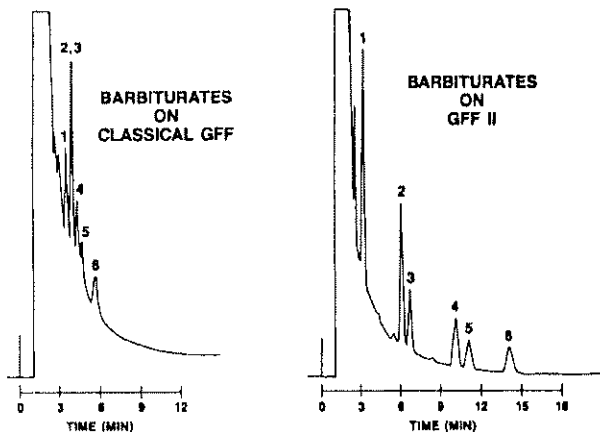 BARBITURATES
ON
CLASSICAL GFF
2,3
1
4
5
6
0 3 6 9 12
TIME (MIN)
BARBITURATES
ON
GFF II
1
2
3
4
5
6
0 3 6 9 12 15 18
TIME (MIN)